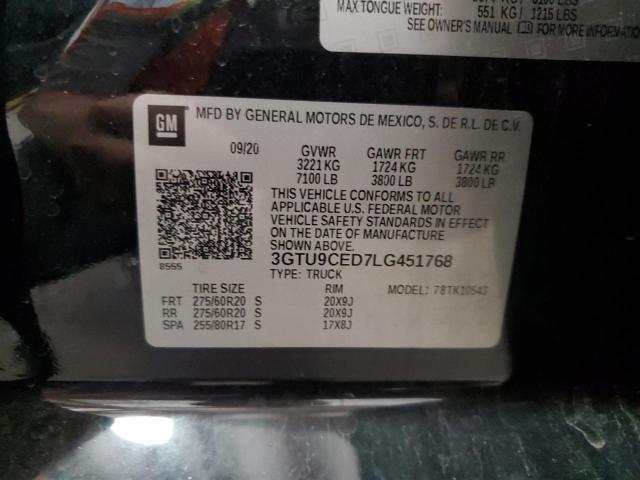 MAX.TONGUE WEIGHT: 551 KG / 1215 LBS
SEE OWNER'S MANUAL FOR MORE INFORMATION
GM
MFD BY GENERAL MOTORS DE MEXICO, S. DE R.L. DE C.V.
09/20 GVWR GAWR FRT GAWR RR
3221 KG 1724 KG 1724 KG
7100 LB 3800 LB 3800 LB
THIS VEHICLE CONFORMS TO ALL
APPLICABLE U.S. FEDERAL MOTOR
VEHICLE SAFETY STANDARDS IN EFFECT
ON THE DATE OF MANUFACTURE
SHOWN ABOVE.
8555
3GTU9CED7LG451768
TYPE: TRUCK
TIRE SIZE RIM MODEL: 78TK10543
FRT 275/60R20 S 20X9J
RR 275/60R20 S 20X9J
SPA 255/80R17 S 17X8J